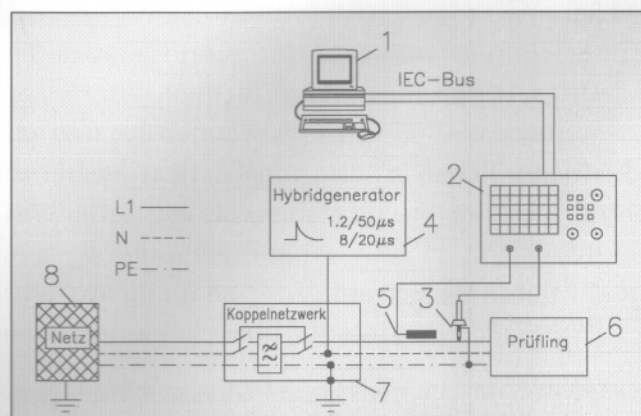 1
IEC-Bus
2
Hybridgenerator
1.2/50µs
8/20µs
4
L1
N
PE
8
Netz
Koppelnetzwerk
5
3
Prüfling
6
7